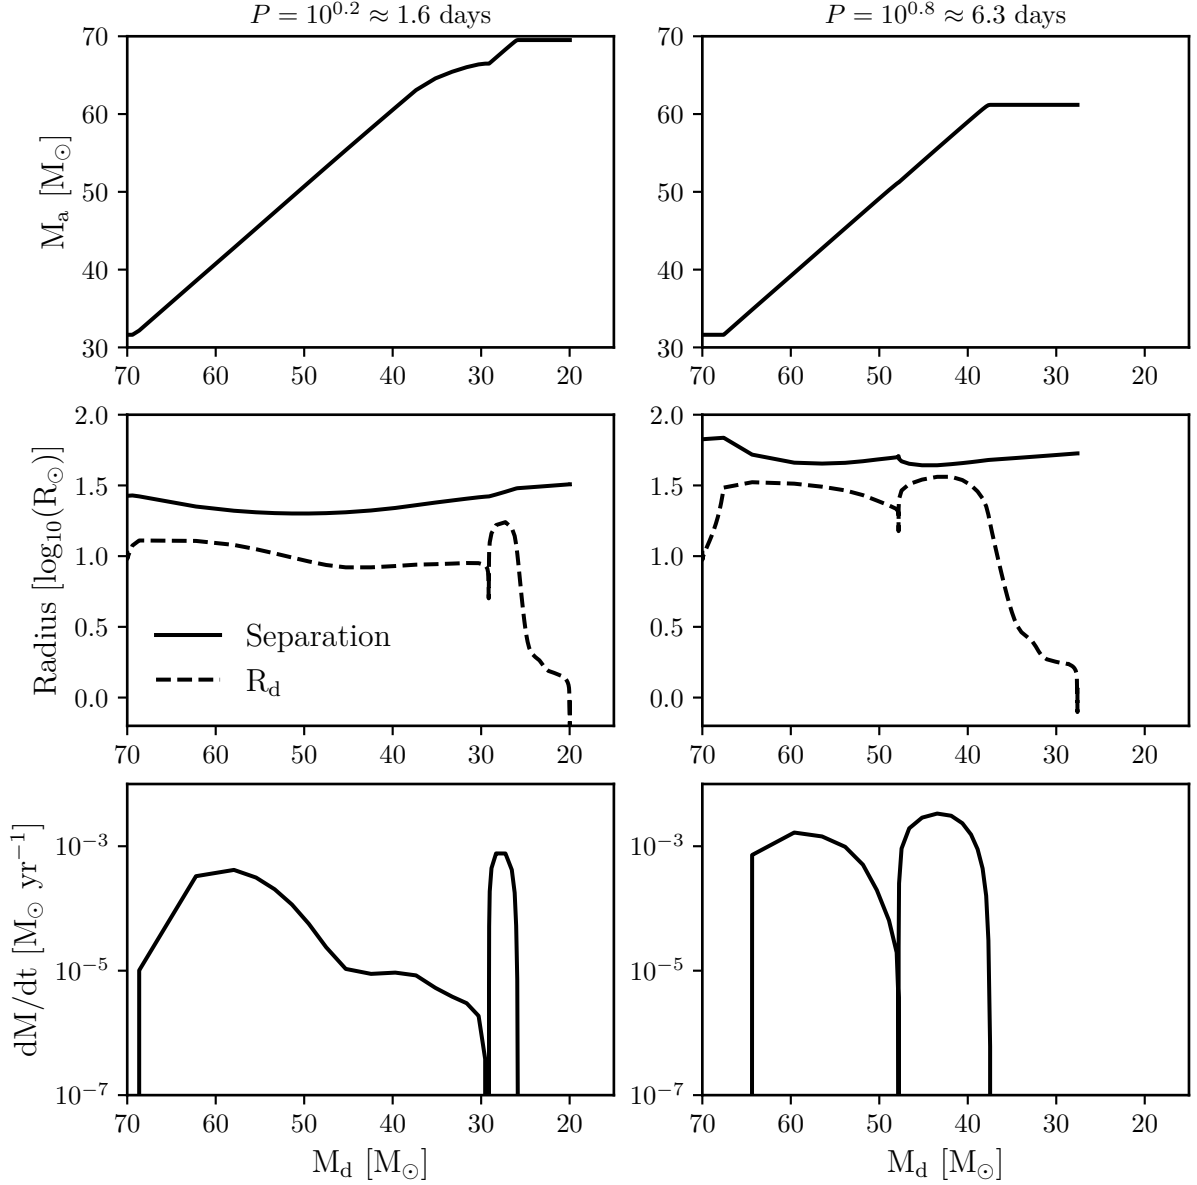 P = 10^0.2 ≈ 1.6 days
P = 10^0.8 ≈ 6.3 days
M_a [M_⊙]
70
60
50
40
30
70 60 50 40 30 20
70
60
50
40
30
70 60 50 40 30 20
Radius [log_10(R_⊙)]
2.0
1.5
1.0
0.5
0.0
Separation
R_d
70 60 50 40 30 20
2.0
1.5
1.0
0.5
0.0
70 60 50 40 30 20
dM/dt [M_⊙ yr^−1]
10^−3
10^−5
10^−7
70 60 50 40 30 20
M_d [M_⊙]
10^−3
10^−5
10^−7
70 60 50 40 30 20
M_d [M_⊙]